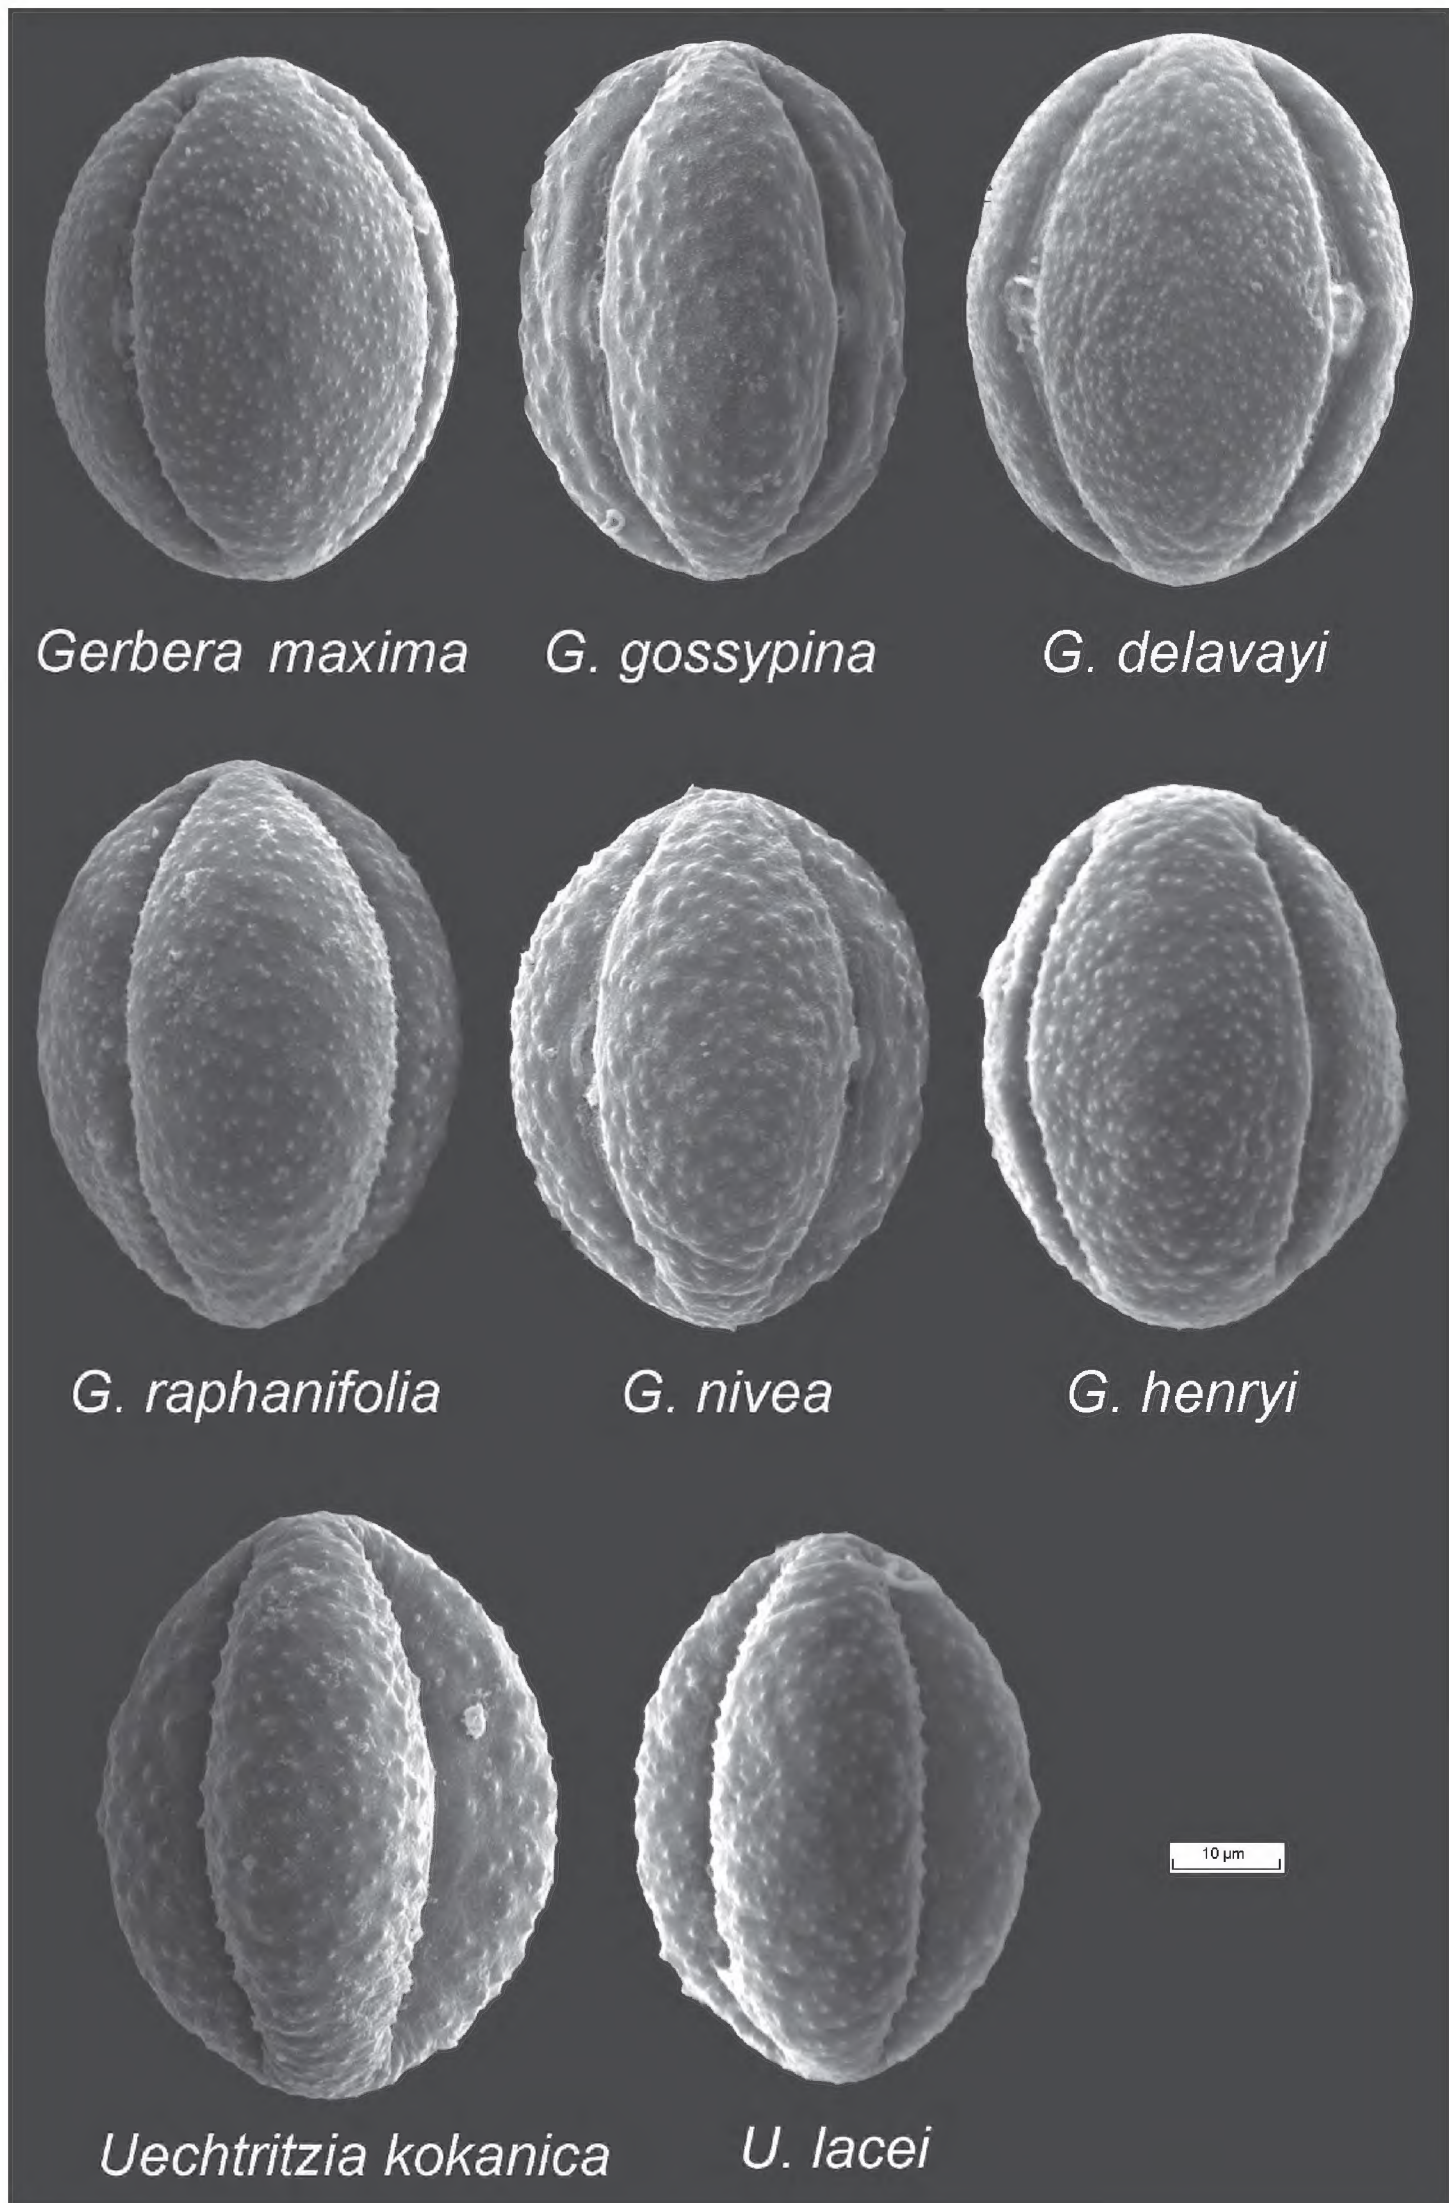 Gerbera maxima
G. gossypina
G. delavayi
G. raphanifolia
G. nivea
G. henryi
Uechtritzia kokanica
U. lacei
10 µm